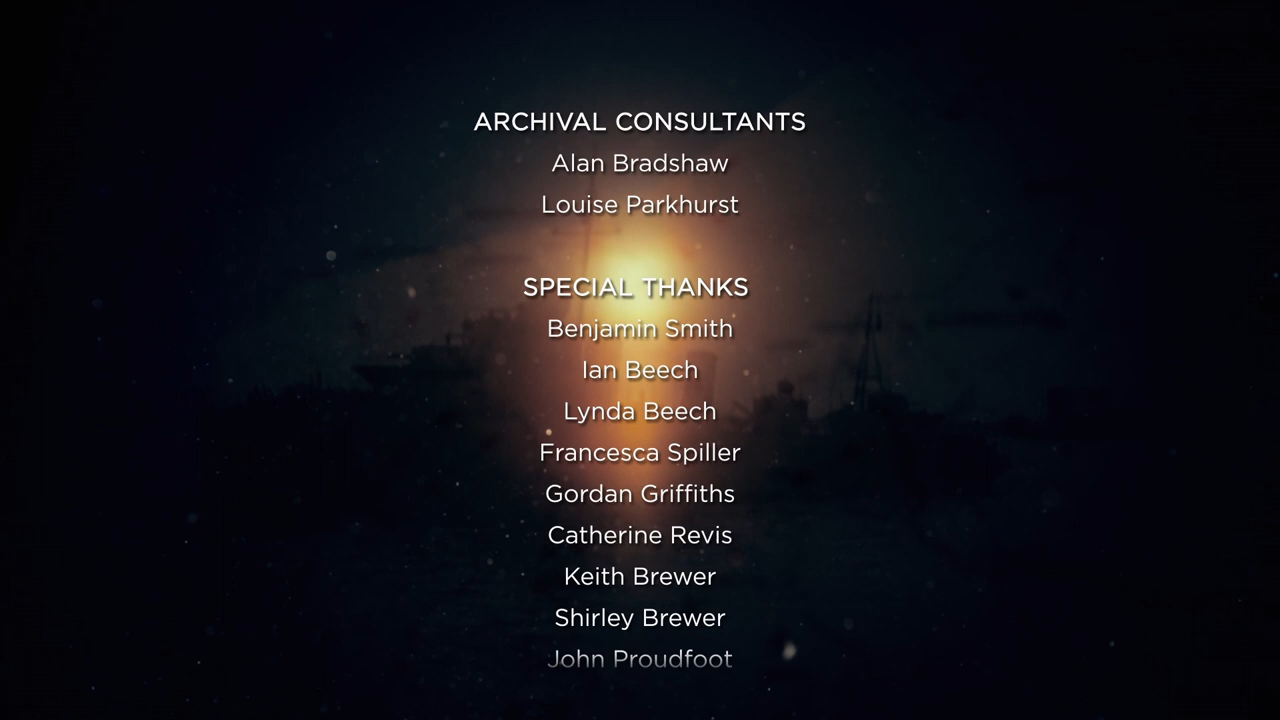 ARCHIVAL CONSULTANTS
Alan Bradshaw
Louise Parkhurst
SPECIAL THANKS
Benjamin Smith
Ian Beech
Lynda Beech
Francesca Spiller
Gordan Griffiths
Catherine Revis
Keith Brewer
Shirley Brewer
John Proudfoot